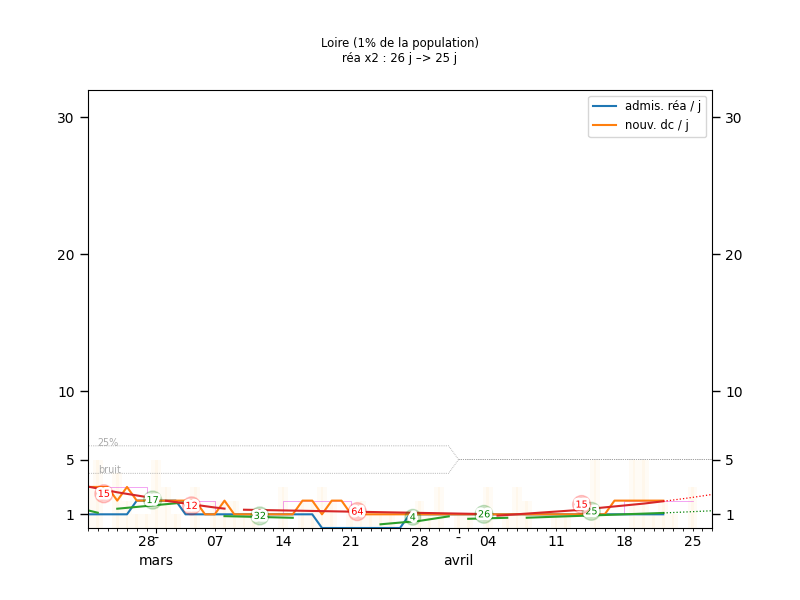 Loire (1% de la population)
réa x2 : 26 j –> 25 j
admis. réa / j
nouv. dc / j
30 30
20 20
10 10
25%
5 5
bruit
15 17 12 32 64 4 26 15 25
1 1
28 07 14 21 28 04 11 18 25
mars avril